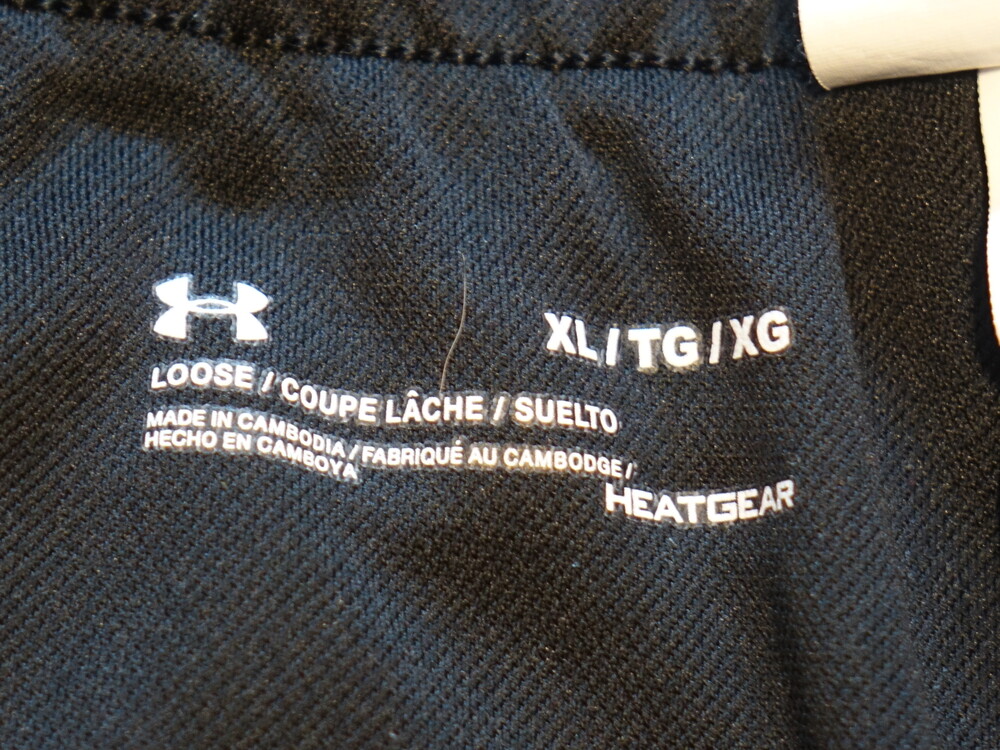 XL / TG / XG
LOOSE / COUPE LÂCHE / SUELTO
MADE IN CAMBODIA / FABRIQUÉ AU CAMBODGE /
HECHO EN CAMBOYA
HEATGEAR